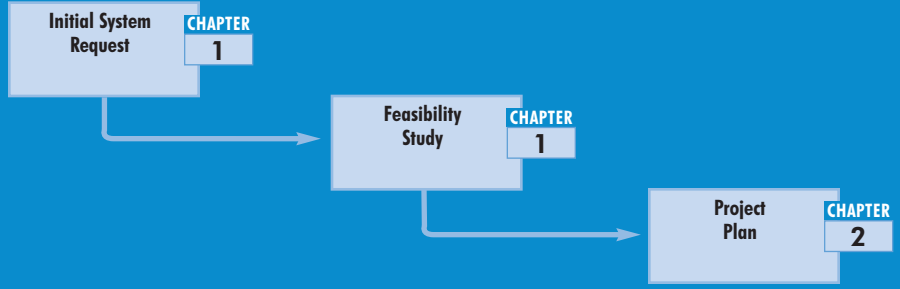 Initial System
Request
CHAPTER
1
Feasibility
Study
CHAPTER
1
Project
Plan
CHAPTER
2